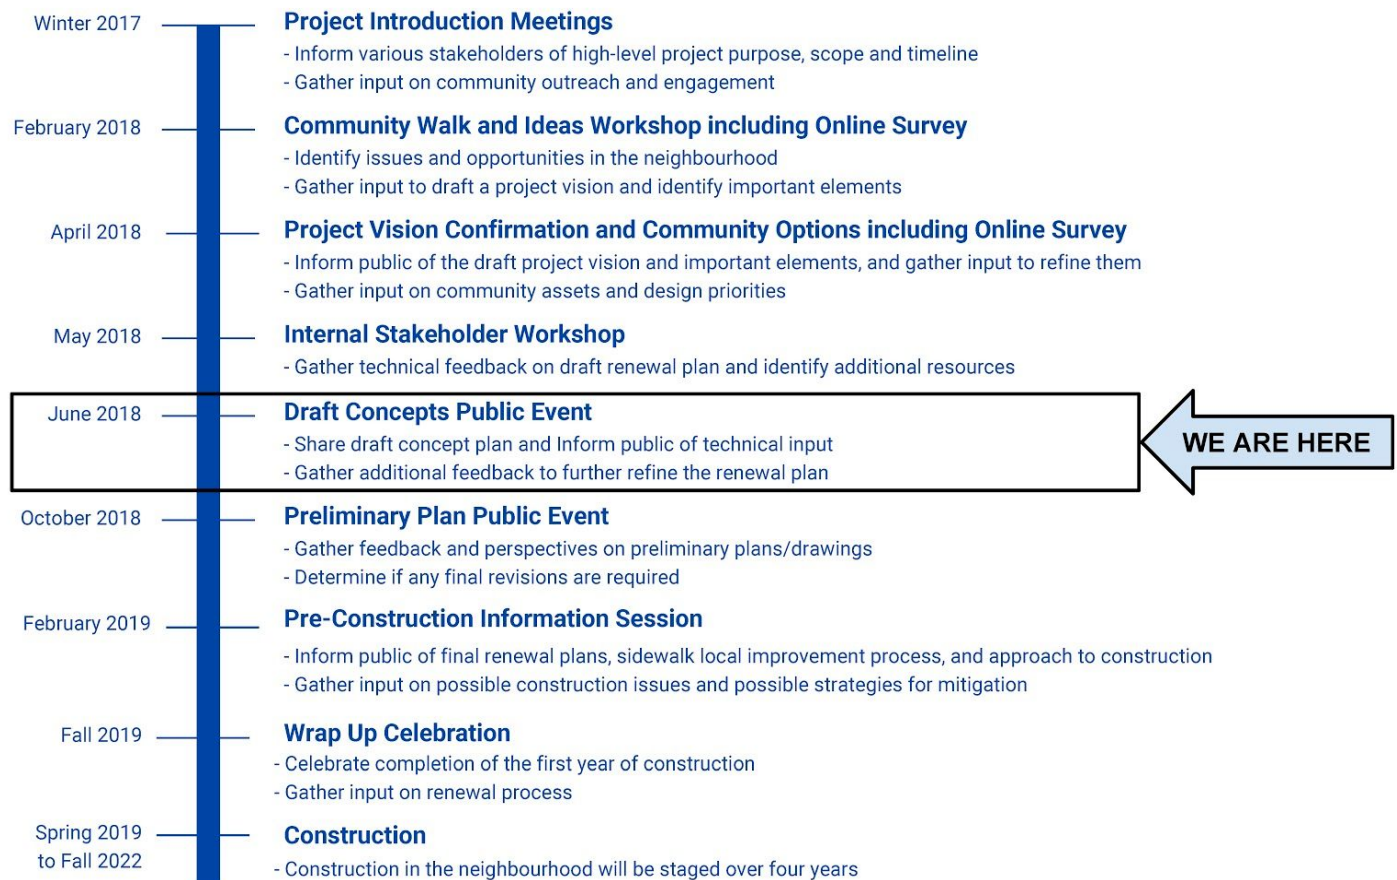 Winter 2017
Project Introduction Meetings
- Inform various stakeholders of high-level project purpose, scope and timeline
- Gather input on community outreach and engagement
February 2018
Community Walk and Ideas Workshop including Online Survey
- Identify issues and opportunities in the neighbourhood
- Gather input to draft a project vision and identify important elements
April 2018
Project Vision Confirmation and Community Options including Online Survey
- Inform public of the draft project vision and important elements, and gather input to refine them
- Gather input on community assets and design priorities
May 2018
Internal Stakeholder Workshop
- Gather technical feedback on draft renewal plan and identify additional resources
June 2018
Draft Concepts Public Event
- Share draft concept plan and Inform public of technical input
- Gather additional feedback to further refine the renewal plan
WE ARE HERE
October 2018
Preliminary Plan Public Event
- Gather feedback and perspectives on preliminary plans/drawings
- Determine if any final revisions are required
February 2019
Pre-Construction Information Session
- Inform public of final renewal plans, sidewalk local improvement process, and approach to construction
- Gather input on possible construction issues and possible strategies for mitigation
Fall 2019
Wrap Up Celebration
- Celebrate completion of the first year of construction
- Gather input on renewal process
Spring 2019
to Fall 2022
Construction
- Construction in the neighbourhood will be staged over four years